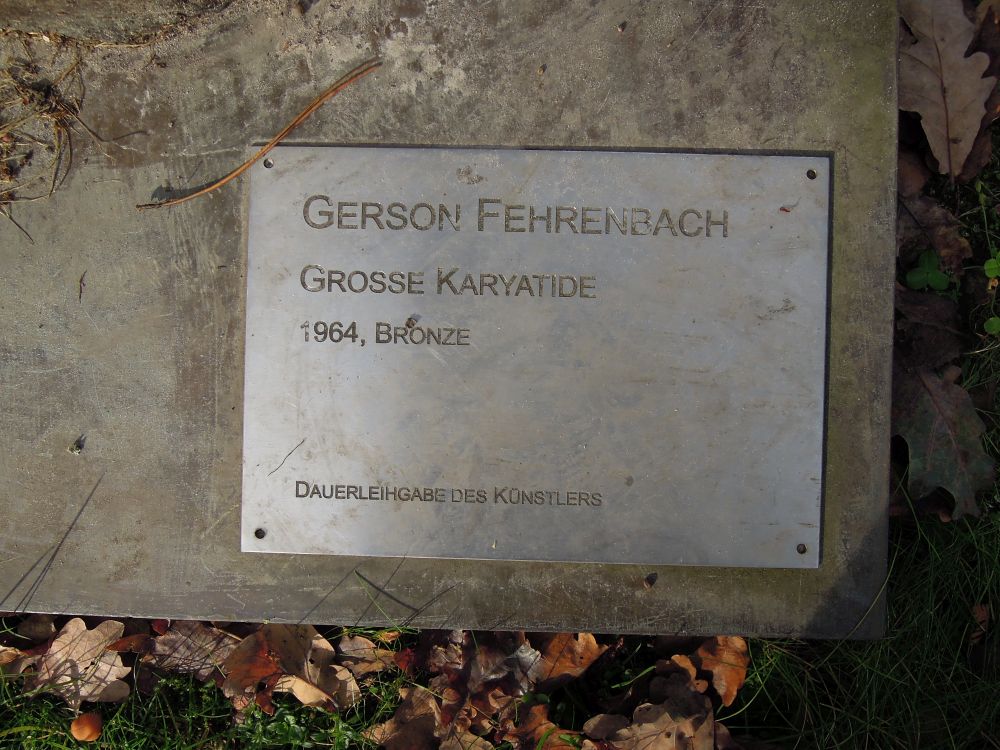 GERSON FEHRENBACH
GROSSE KARYATIDE
1964, BRONZE
DAUERLEIHGABE DES KÜNSTLERS